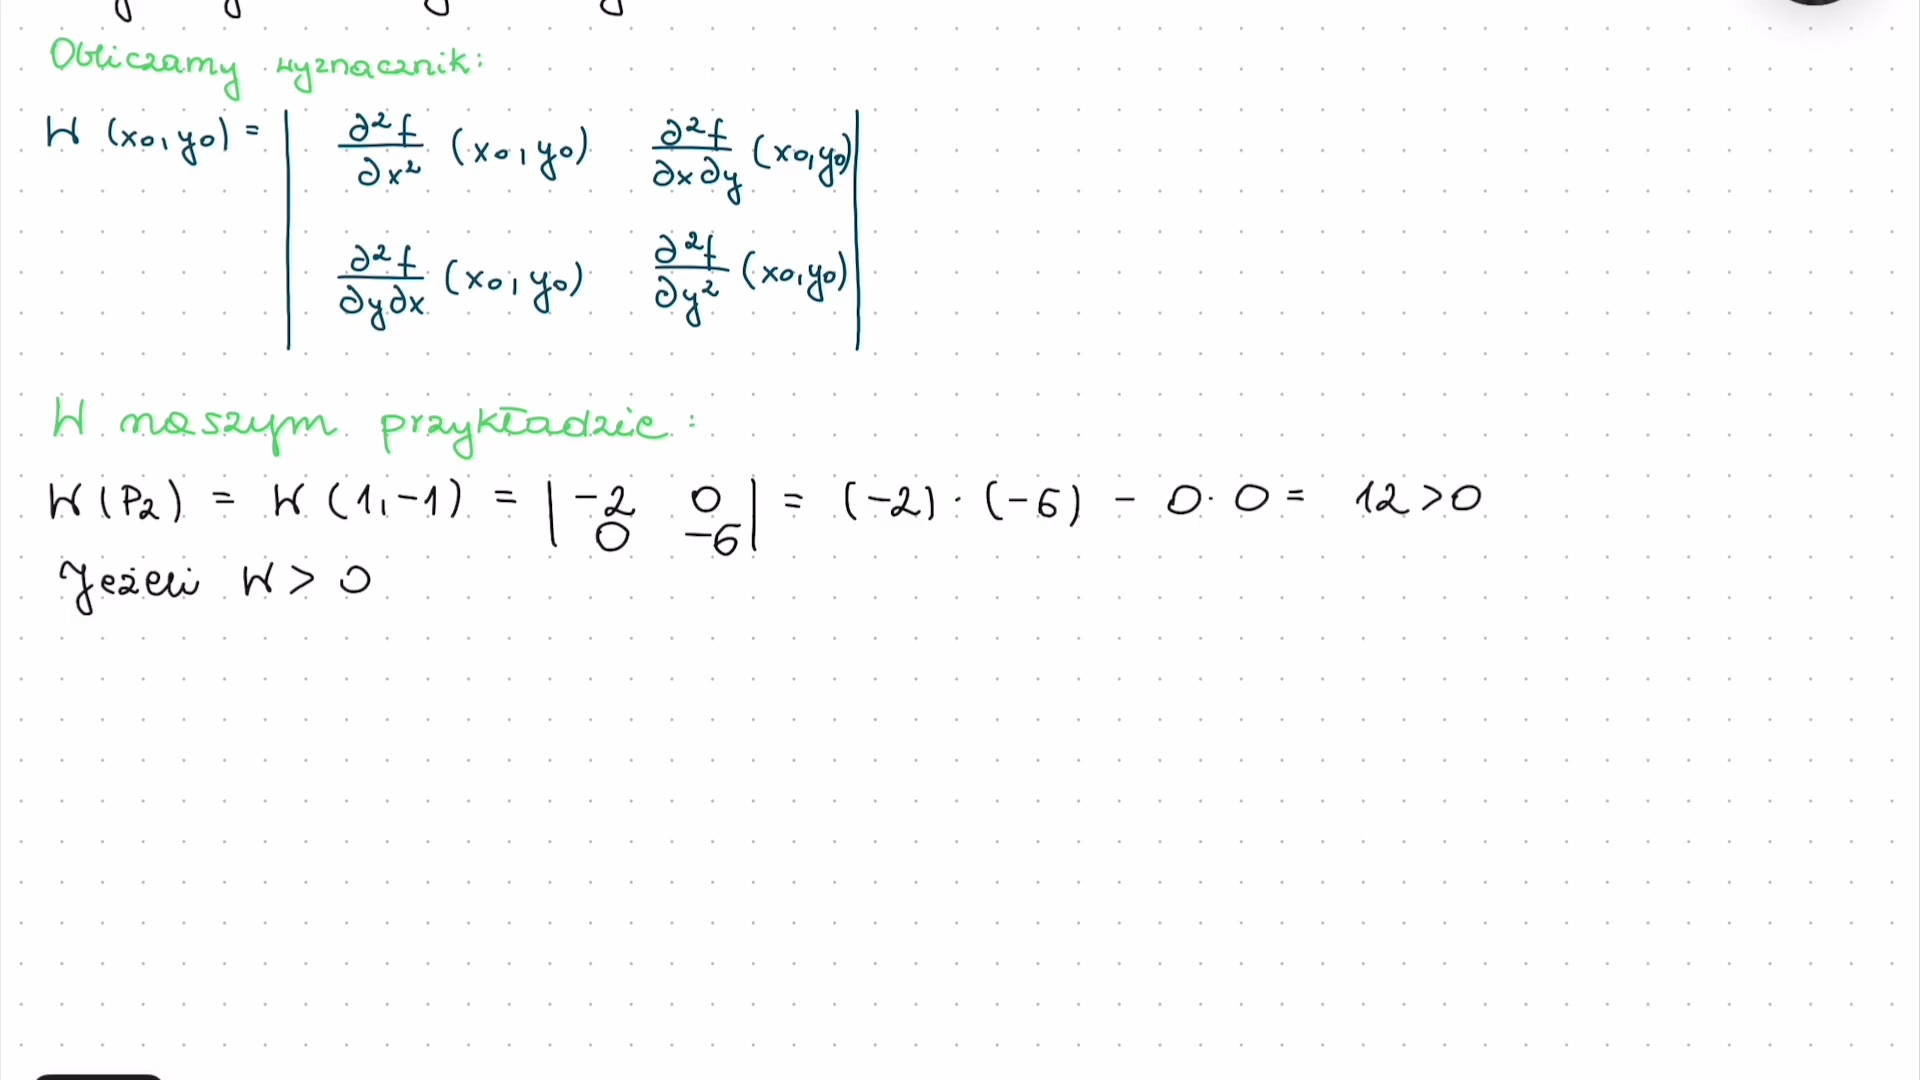 Obliczamy wyznacznik:
W (x₀, y₀) = | ∂²f/∂x² (x₀, y₀) ∂²f/∂x∂y (x₀, y₀) |
| ∂²f/∂y∂x (x₀, y₀) ∂²f/∂y² (x₀, y₀) |
W naszym przykładzie:
W(P₂) = W (1, -1) = | -2 0 | = (-2) · (-6) - 0 · 0 = 12 > 0
| 0 -6 |
Jeżeli W > 0